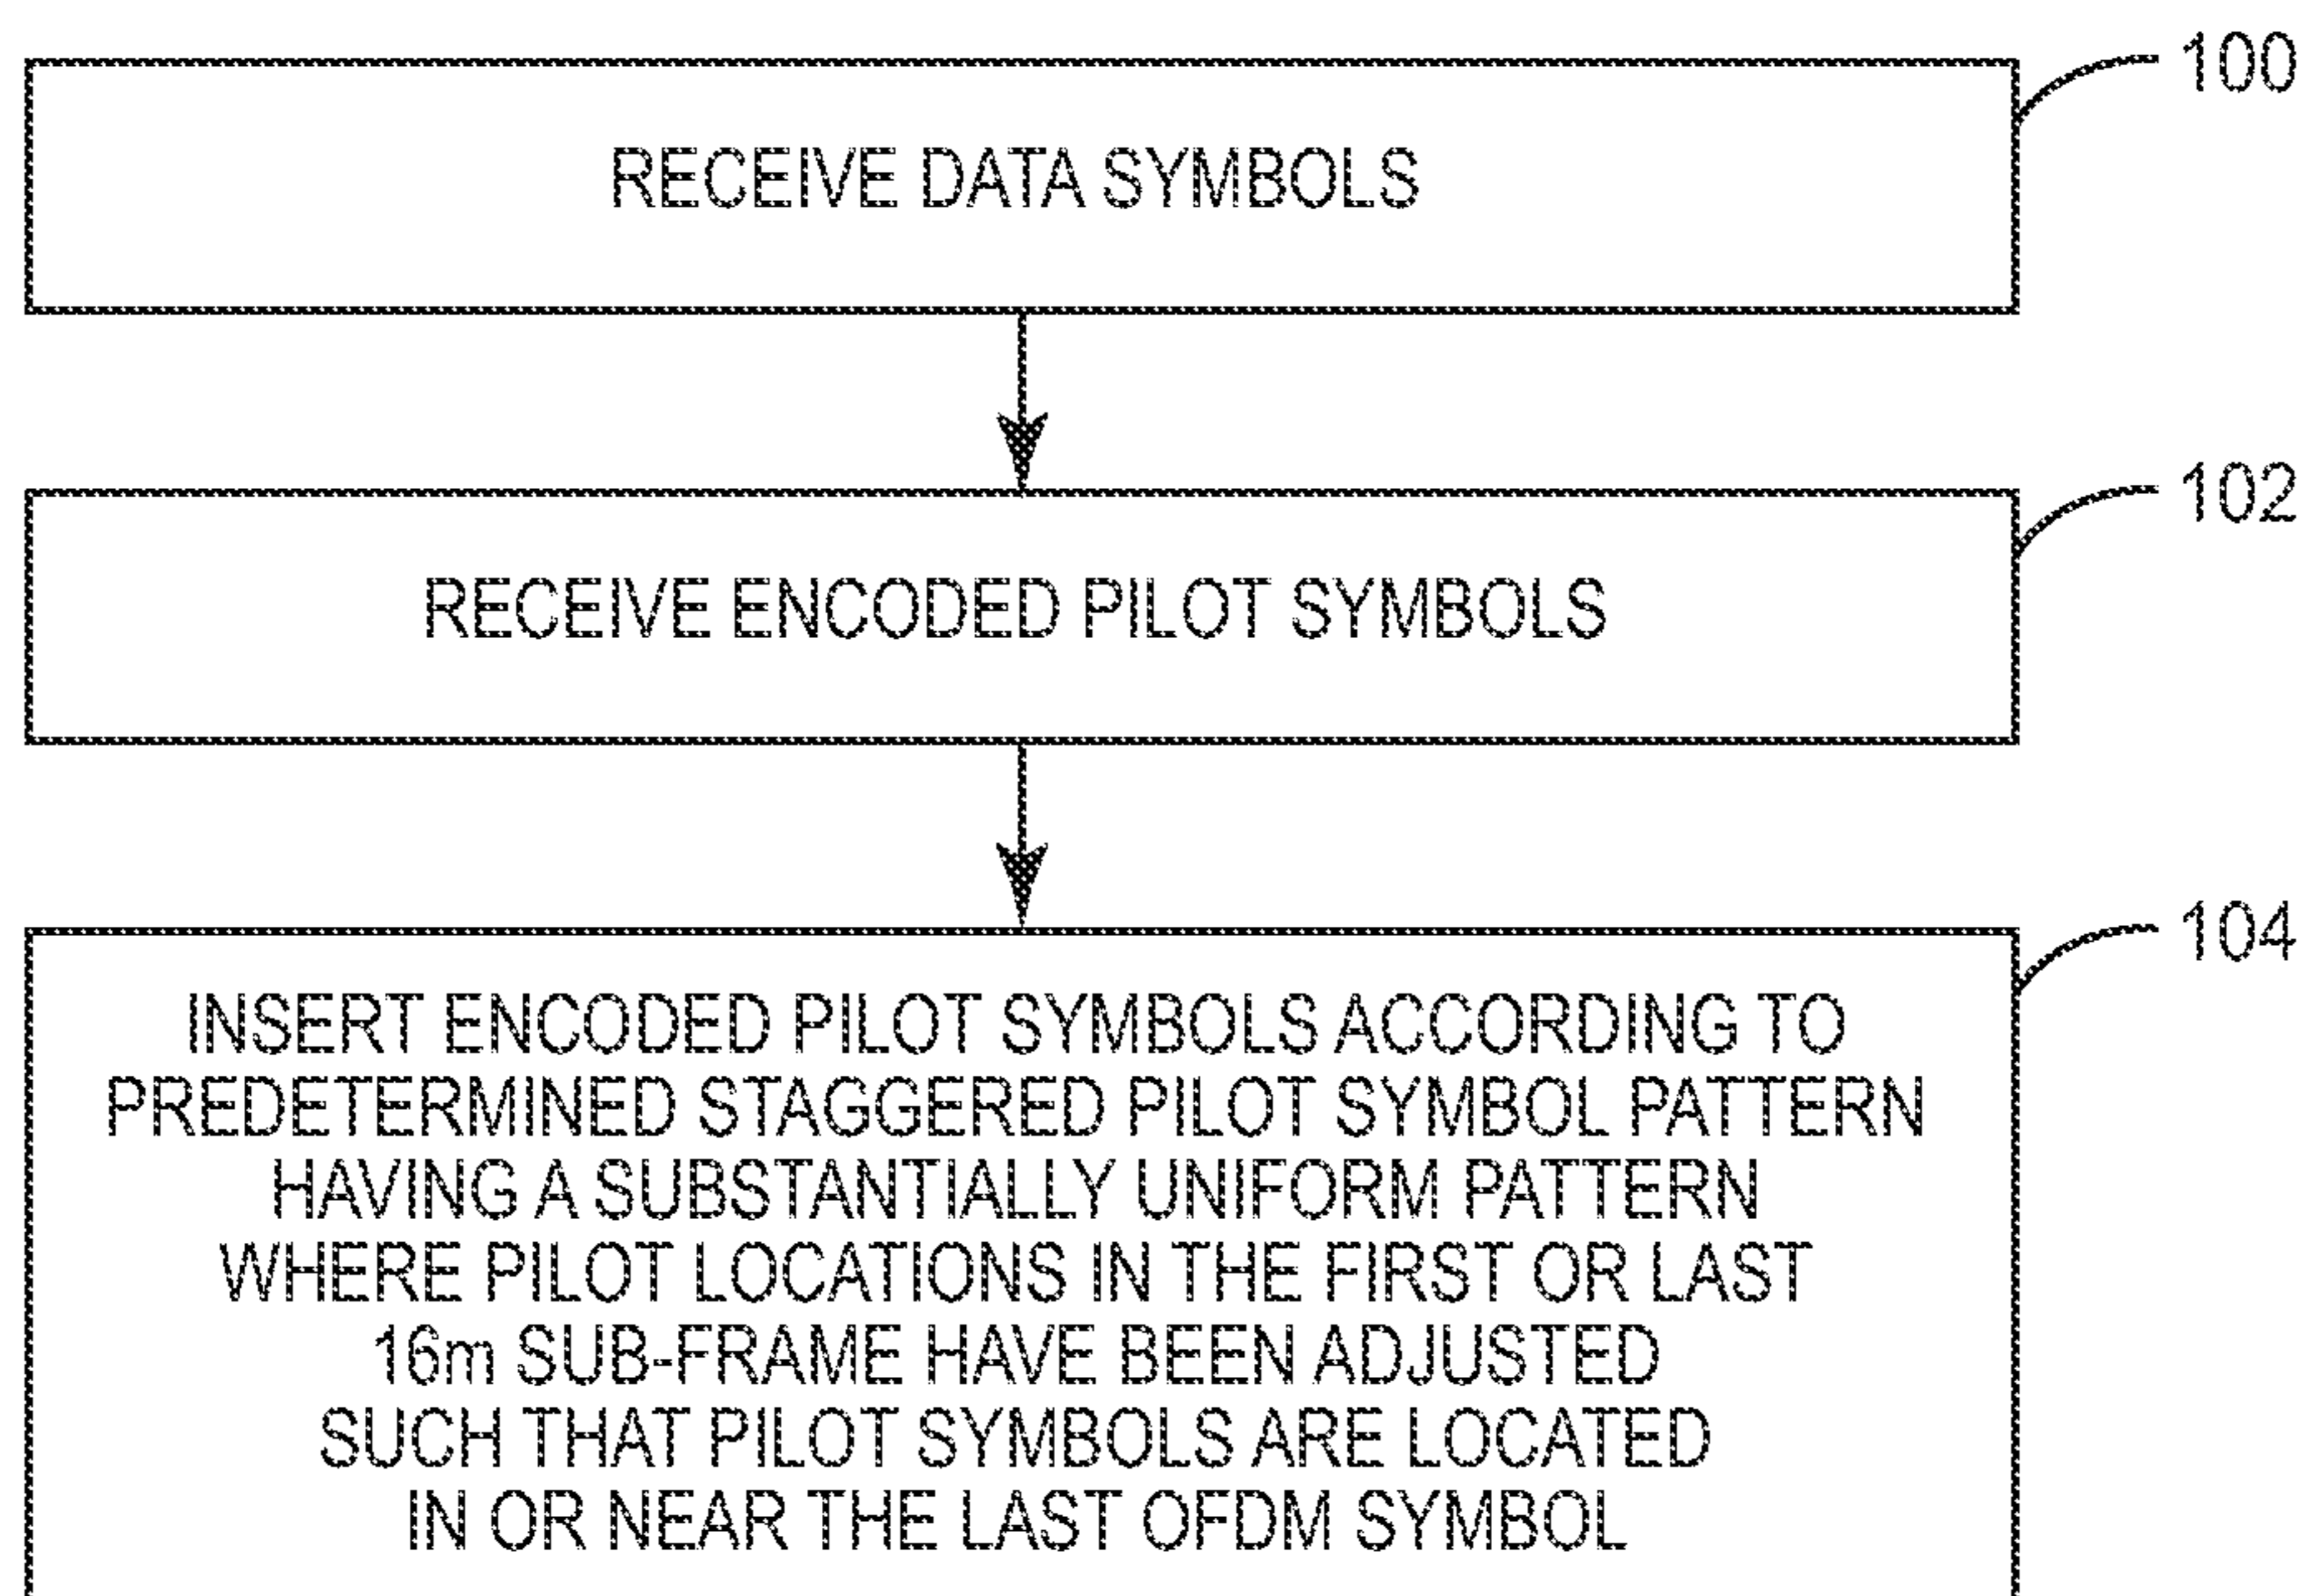 100
RECEIVE DATA SYMBOLS
102
RECEIVE ENCODED PILOT SYMBOLS
104
INSERT ENCODED PILOT SYMBOLS ACCORDING TO
PREDETERMINED STAGGERED PILOT SYMBOL PATTERN
HAVING A SUBSTANTIALLY UNIFORM PATTERN
WHERE PILOT LOCATIONS IN THE FIRST OR LAST
16m SUB-FRAME HAVE BEEN ADJUSTED
SUCH THAT PILOT SYMBOLS ARE LOCATED
IN OR NEAR THE LAST OFDM SYMBOL